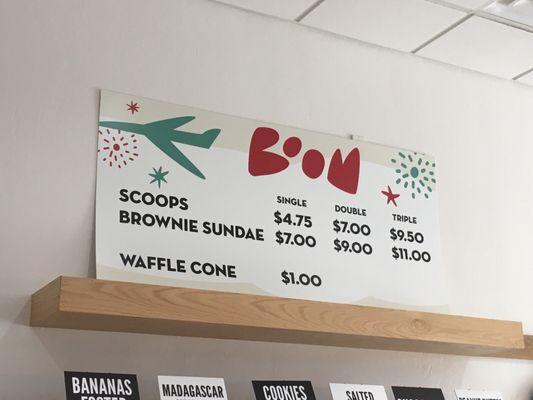 BOOM
SINGLE DOUBLE TRIPLE
SCOOPS $4.75 $7.00 $9.50
BROWNIE SUNDAE $7.00 $9.00 $11.00
WAFFLE CONE $1.00
BANANAS
FOSTER
MADAGASCAR
COOKIES
SALTED